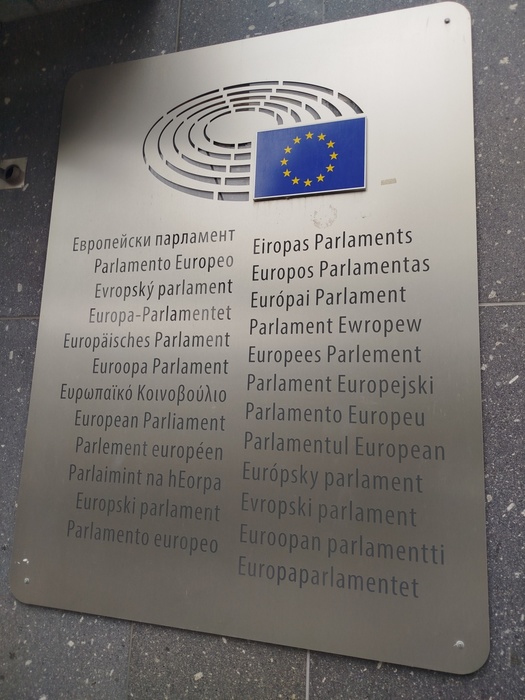 Европейски парламент
Parlamento Europeo
Evropský parlament
Europa-Parlamentet
Europäisches Parlament
Euroopa Parlament
Ευρωπαϊκό Κοινοβούλιο
European Parliament
Parlement européen
Parlaimint na hEorpa
Europski parlament
Parlamento europeo
Eiropas Parlaments
Europos Parlamentas
Európai Parlament
Parlament Ewropew
Europees Parlement
Parlament Europejski
Parlamento Europeu
Parlamentul European
Európsky parlament
Evropski parlament
Euroopan parlamentti
Europaparlamentet